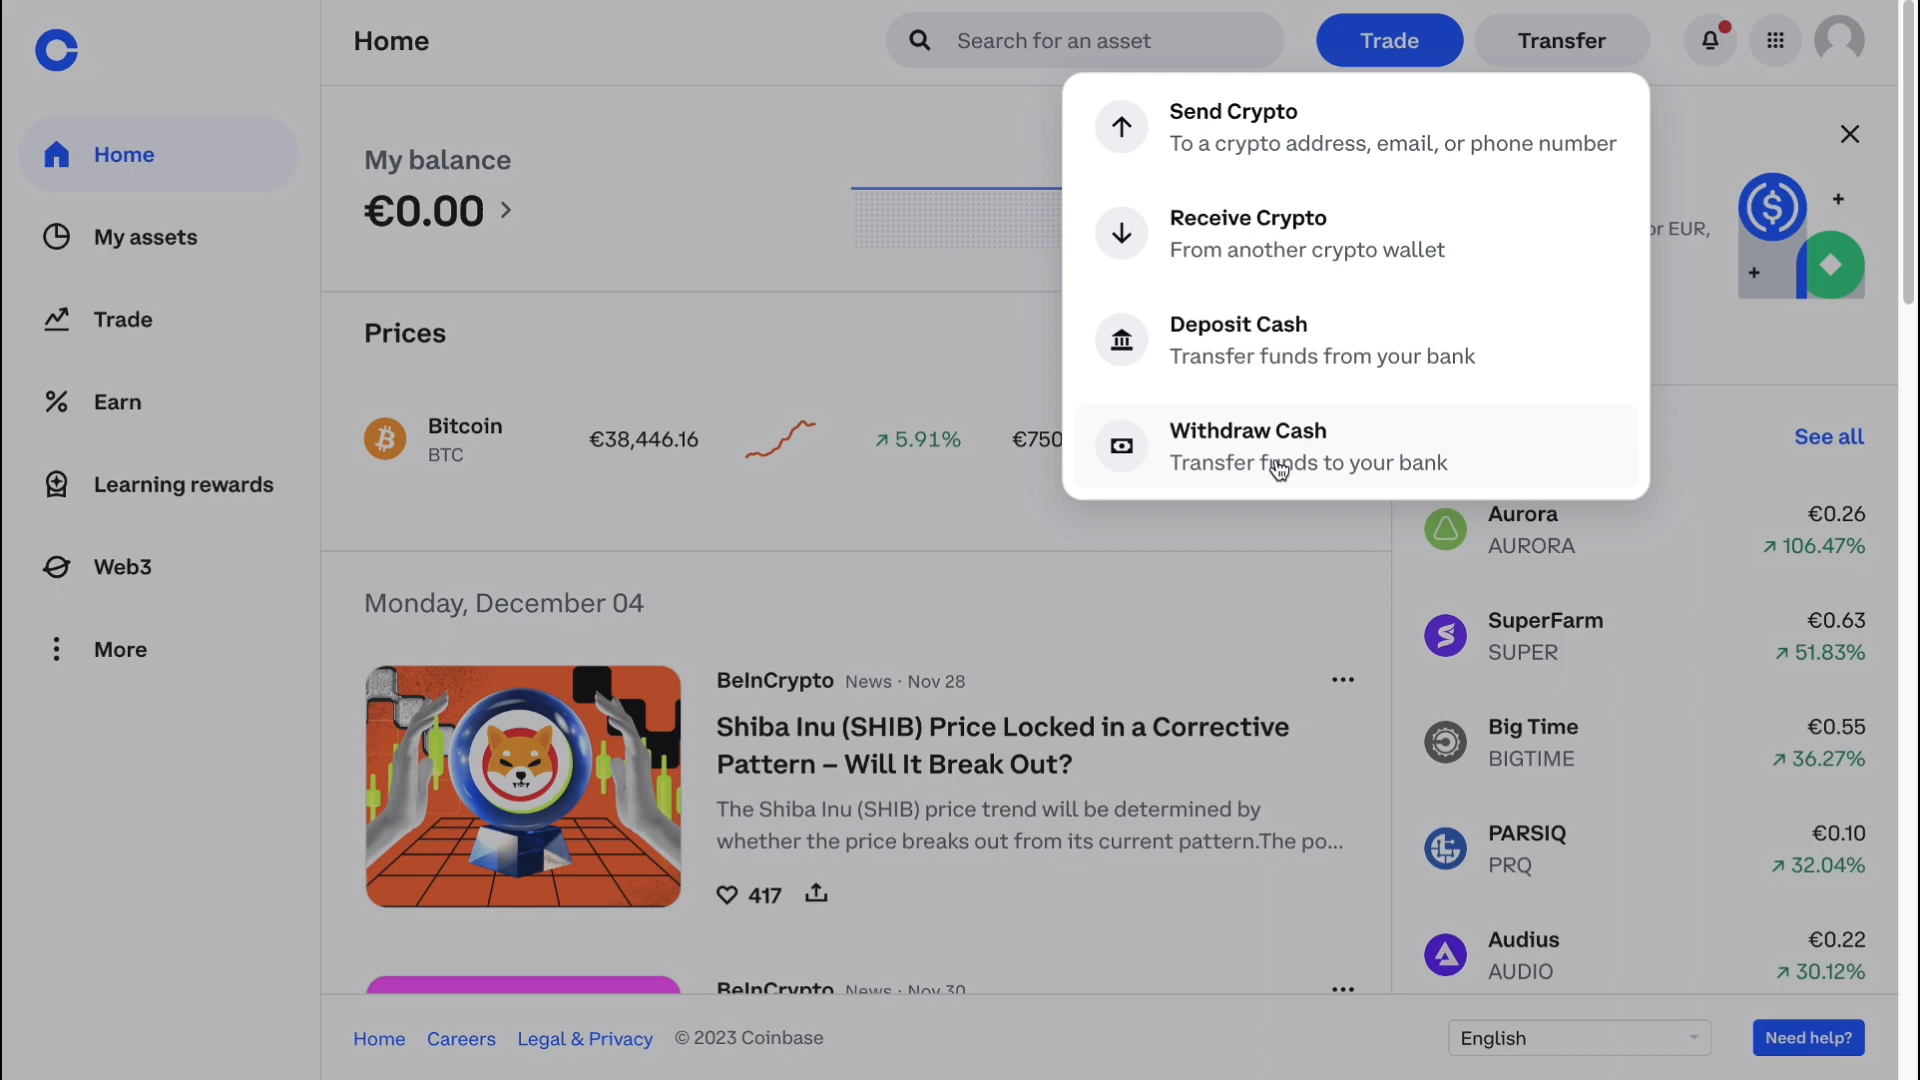 Home
Search for an asset
Trade
Transfer
Home
My assets
Trade
Earn
Learning rewards
Web3
More
My balance
€0.00
Send Crypto
To a crypto address, email, or phone number
Receive Crypto
From another crypto wallet
Deposit Cash
Transfer funds from your bank
Withdraw Cash
Transfer funds to your bank
or EUR,
Prices
Bitcoin
BTC
€38,446.16
5.91%
€750
See all
Aurora
AURORA
€0.26
106.47%
SuperFarm
SUPER
€0.63
51.83%
Big Time
BIGTIME
€0.55
36.27%
PARSIQ
PRQ
€0.10
32.04%
Audius
AUDIO
€0.22
30.12%
Monday, December 04
BeInCrypto News · Nov 28
Shiba Inu (SHIB) Price Locked in a Corrective
Pattern – Will It Break Out?
The Shiba Inu (SHIB) price trend will be determined by
whether the price breaks out from its current pattern.The po...
417
BeInCrypto News · Nov 30
Home Careers Legal & Privacy © 2023 Coinbase
English
Need help?